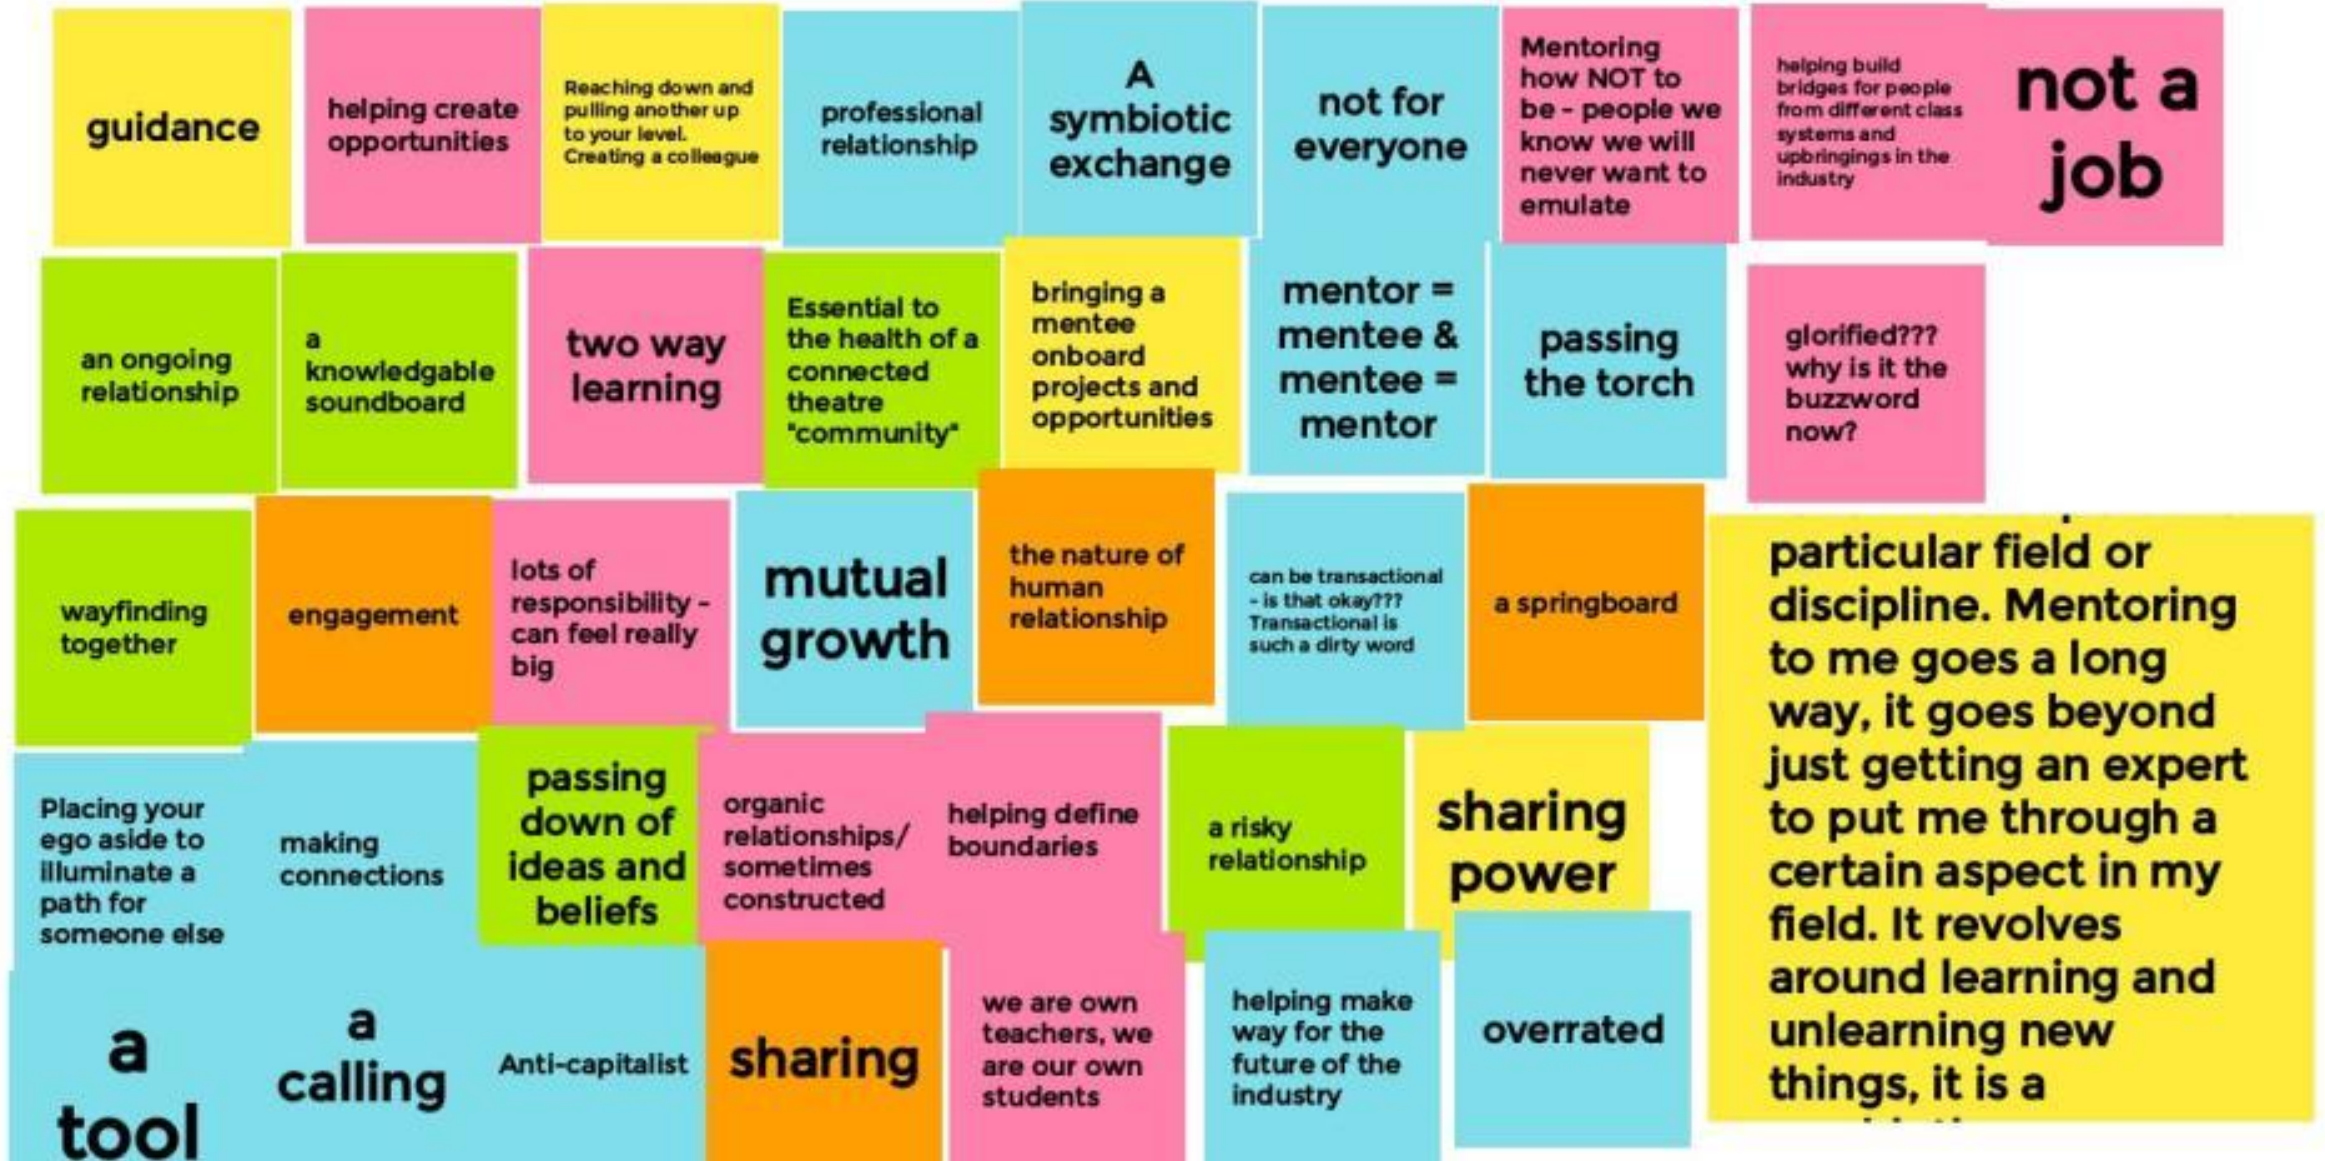 guidance
helping create
opportunities
Reaching down and
pulling another up
to your level.
Creating a colleague
professional
relationship
A
symbiotic
exchange
not for
everyone
Mentoring
how NOT to
be - people we
know we will
never want to
emulate
helping build
bridges for people
from different class
systems and
upbringings in the
industry
not a
job
an ongoing
relationship
a
knowledgable
soundboard
two way
learning
Essential to
the health of a
connected
theatre
"community"
bringing a
mentee
onboard
projects and
opportunities
mentor =
mentee &
mentee =
mentor
passing
the torch
glorified???
why is it the
buzzword
now?
wayfinding
together
engagement
lots of
responsibility -
can feel really
big
mutual
growth
the nature of
human
relationship
can be transactional
- is that okay???
Transactional is
such a dirty word
a springboard
particular field or
discipline. Mentoring
to me goes a long
way, it goes beyond
just getting an expert
to put me through a
certain aspect in my
field. It revolves
around learning and
unlearning new
things, it is a
Placing your
ego aside to
illuminate a
path for
someone else
making
connections
passing
down of
ideas and
beliefs
organic
relationships/
sometimes
constructed
helping define
boundaries
a risky
relationship
sharing
power
a
tool
a
calling
Anti-capitalist
sharing
we are own
teachers, we
are our own
students
helping make
way for the
future of the
industry
overrated